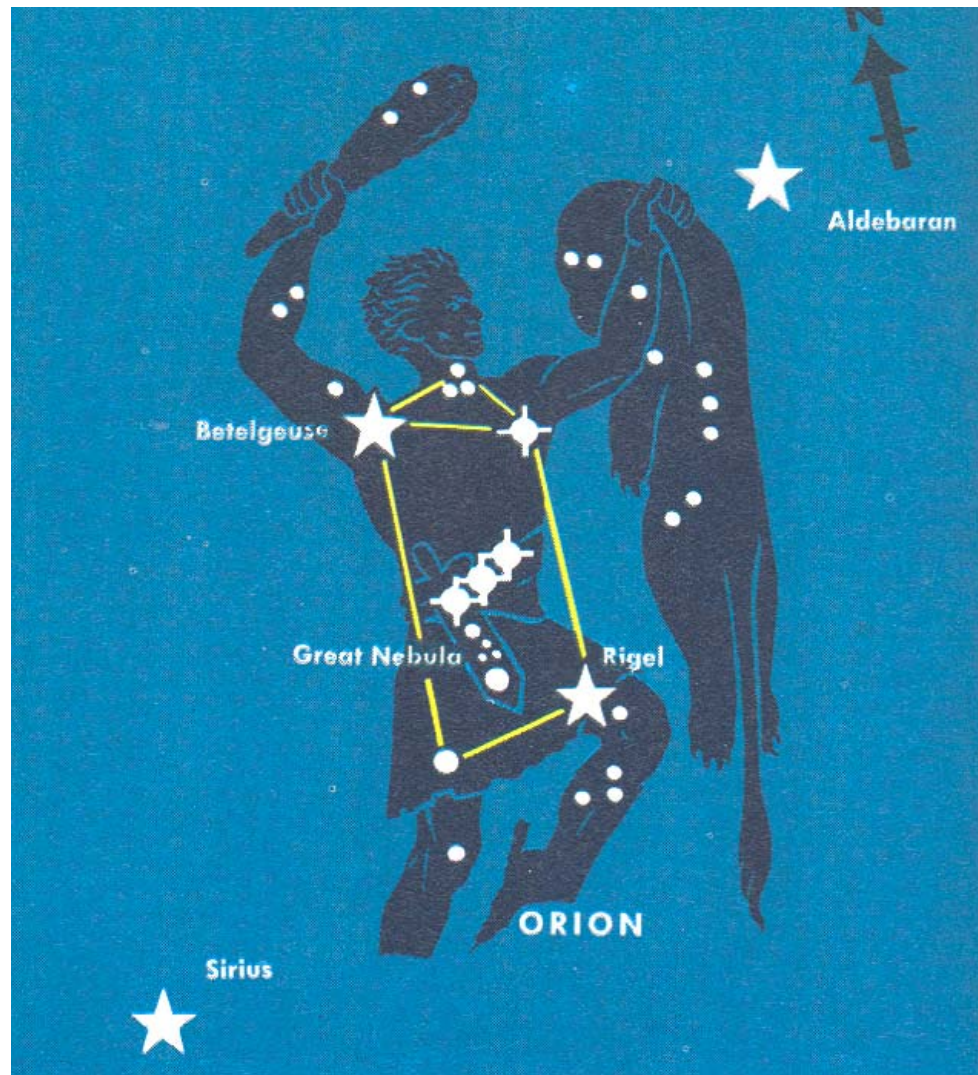 N
Aldebaran
Betelgeuse
Great Nebula
Rigel
ORION
Sirius